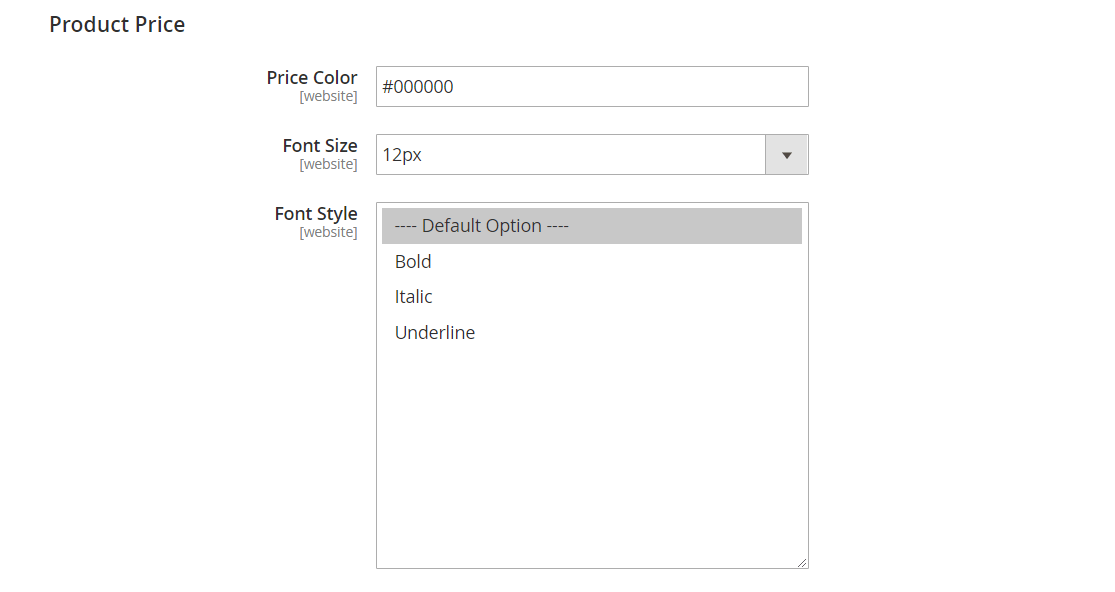 Product Price
Price Color
[website]
#000000
Font Size
[website]
12px
Font Style
[website]
---- Default Option ----
Bold
Italic
Underline